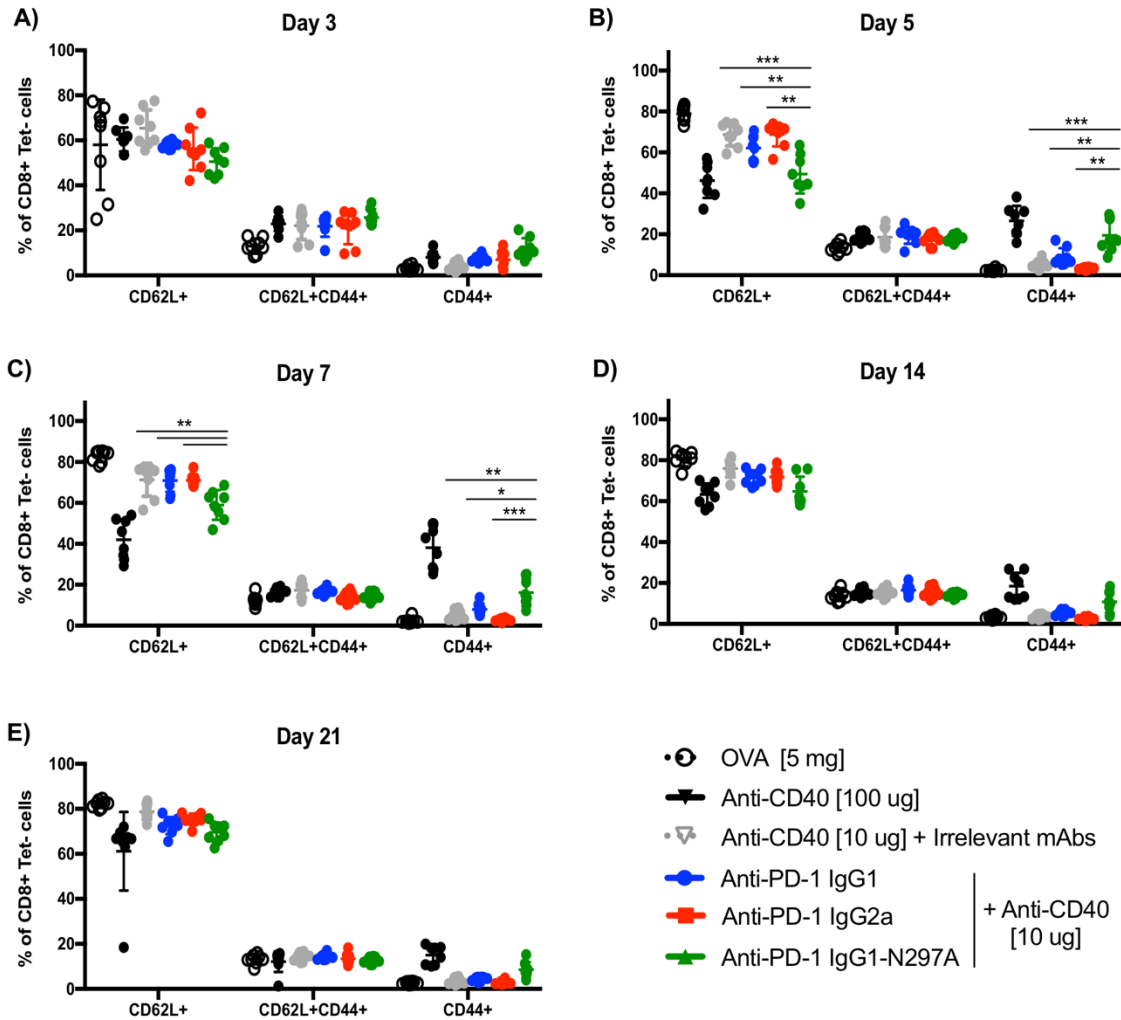 A)
Day 3
% of CD8+ Tet- cells
100
80
60
40
20
0
CD62L+
CD62L+CD44+
CD44+
B)
Day 5
% of CD8+ Tet- cells
100
80
60
40
20
0
***
**
**
***
**
**
CD62L+
CD62L+CD44+
CD44+
C)
Day 7
% of CD8+ Tet- cells
100
80
60
40
20
0
**
**
*
***
CD62L+
CD62L+CD44+
CD44+
D)
Day 14
% of CD8+ Tet- cells
100
80
60
40
20
0
CD62L+
CD62L+CD44+
CD44+
E)
Day 21
% of CD8+ Tet- cells
100
80
60
40
20
0
CD62L+
CD62L+CD44+
CD44+
OVA [5 mg]
Anti-CD40 [100 ug]
Anti-CD40 [10 ug] + Irrelevant mAbs
Anti-PD-1 IgG1
Anti-PD-1 IgG2a
Anti-PD-1 IgG1-N297A
+ Anti-CD40
[10 ug]